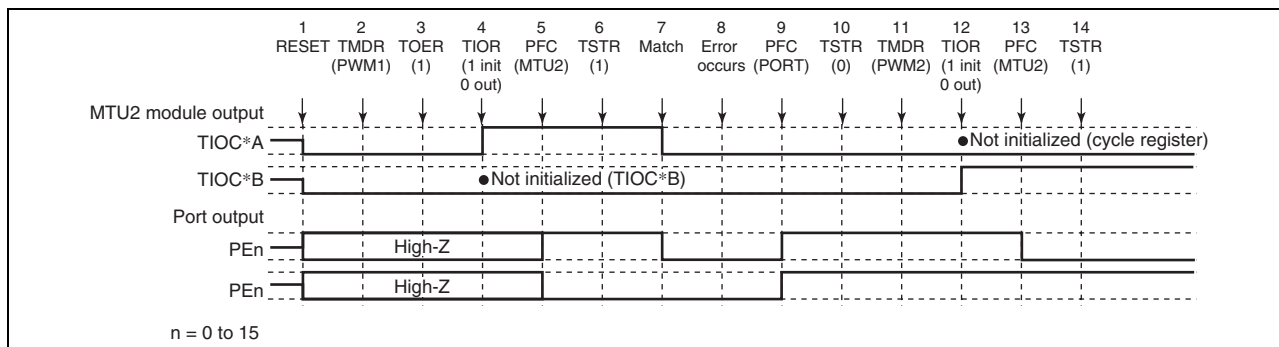 1 2 3 4 5 6 7 8 9 10 11 12 13 14
RESET TMDR TOER TIOR PFC TSTR Match Error PFC TSTR TMDR TIOR PFC TSTR
(PWM1) (1) (1 init (MTU2) (1) occurs (PORT) (0) (PWM2) (1 init (MTU2) (1)
0 out) 0 out)
MTU2 module output
TIOC*A
●Not initialized (cycle register)
TIOC*B
●Not initialized (TIOC*B)
Port output
PEn
High-Z
PEn
High-Z
n = 0 to 15